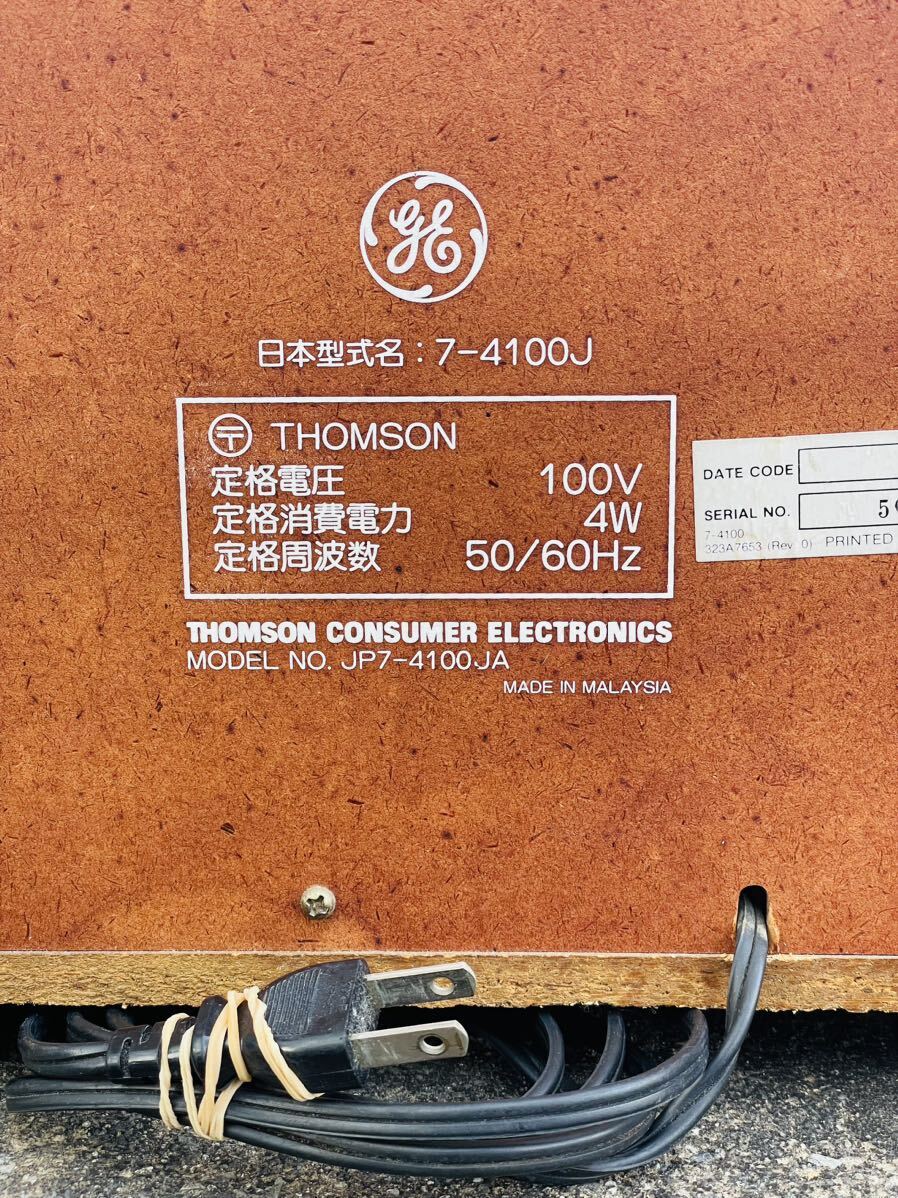 GE
日本型式名：7-4100J
〒 THOMSON
定格電圧 100V
定格消費電力 4W
定格周波数 50/60Hz
THOMSON CONSUMER ELECTRONICS
MODEL NO. JP7-4100JA
MADE IN MALAYSIA
DATE CODE
SERIAL NO.
7-4100
323A7653 (Rev 0) PRINTED